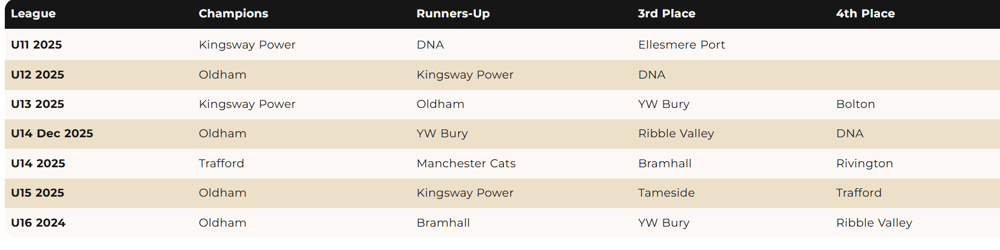 League Champions Runners-Up 3rd Place 4th Place
U11 2025 Kingsway Power DNA Ellesmere Port
U12 2025 Oldham Kingsway Power DNA
U13 2025 Kingsway Power Oldham YW Bury Bolton
U14 Dec 2025 Oldham YW Bury Ribble Valley DNA
U14 2025 Trafford Manchester Cats Bramhall Rivington
U15 2025 Oldham Kingsway Power Tameside Trafford
U16 2024 Oldham Bramhall YW Bury Ribble Valley